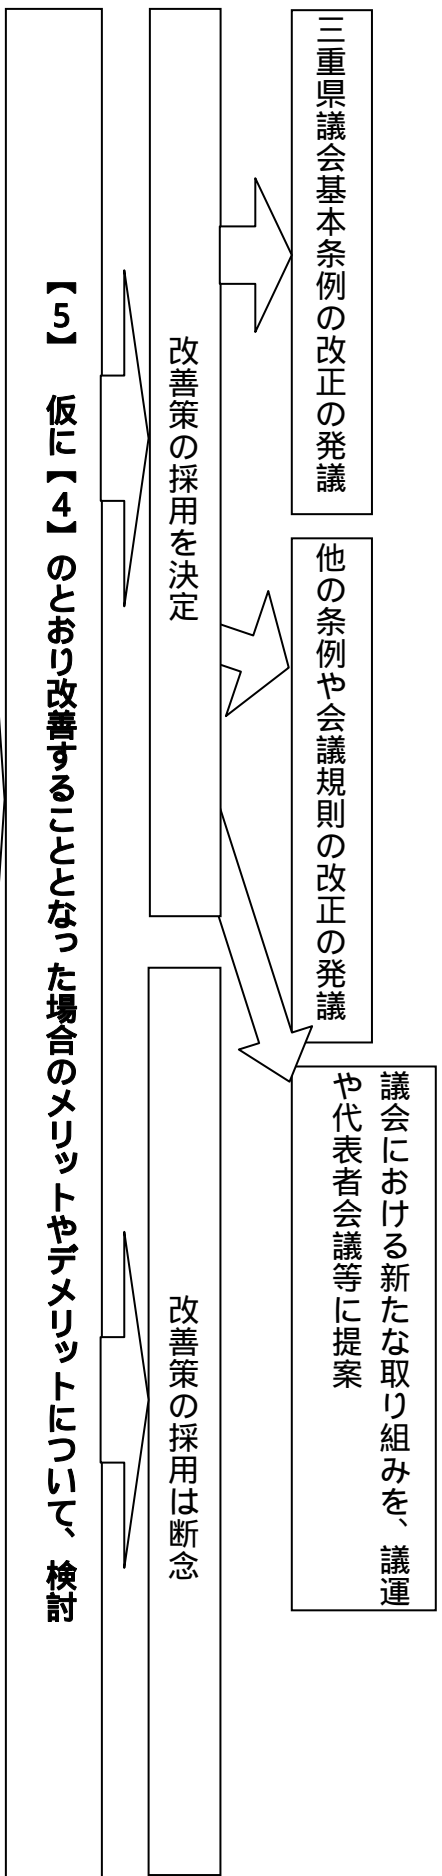 【5】　仮に【4】のとおり改善することとなった場合のメリットやデメリットについて、検討
改善策の採用を決定
改善策の採用は断念
三重県議会基本条例の改正の発議
他の条例や会議規則の改正の発議
議会における新たな取り組みを、議運
や代表者会議等に提案